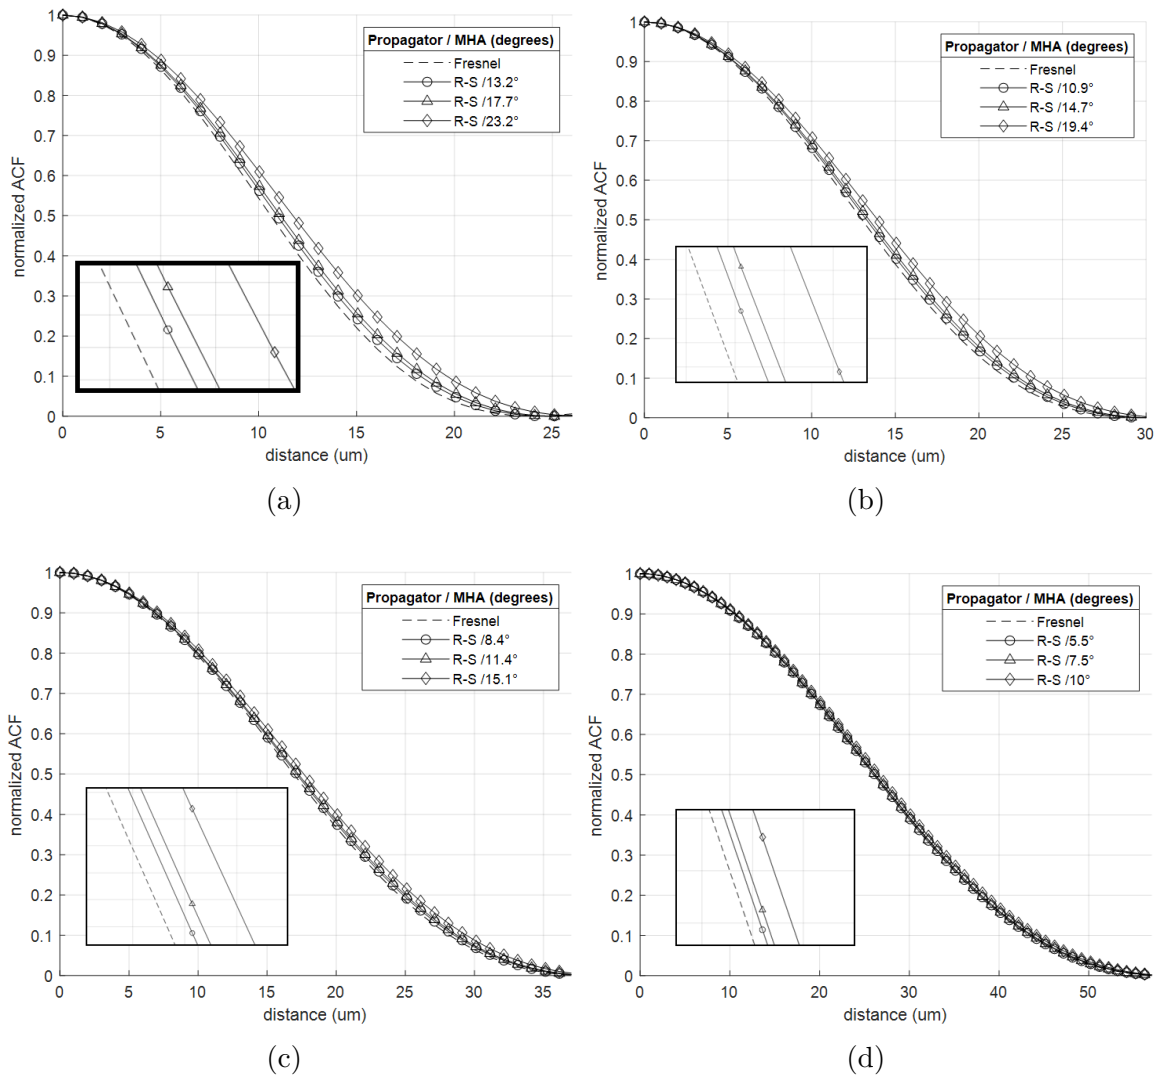 Propagator / MHA (degrees)
Fresnel
R-S /13.2°
R-S /17.7°
R-S /23.2°
normalized ACF
1
0.9
0.8
0.7
0.6
0.5
0.4
0.3
0.2
0.1
0
0 5 10 15 20 25
distance (um)
(a)
Propagator / MHA (degrees)
Fresnel
R-S /10.9°
R-S /14.7°
R-S /19.4°
normalized ACF
1
0.9
0.8
0.7
0.6
0.5
0.4
0.3
0.2
0.1
0
0 5 10 15 20 25 30
distance (um)
(b)
Propagator / MHA (degrees)
Fresnel
R-S /8.4°
R-S /11.4°
R-S /15.1°
normalized ACF
1
0.9
0.8
0.7
0.6
0.5
0.4
0.3
0.2
0.1
0
0 5 10 15 20 25 30 35
distance (um)
(c)
Propagator / MHA (degrees)
Fresnel
R-S /5.5°
R-S /7.5°
R-S /10°
normalized ACF
1
0.9
0.8
0.7
0.6
0.5
0.4
0.3
0.2
0.1
0
0 10 20 30 40 50
distance (um)
(d)